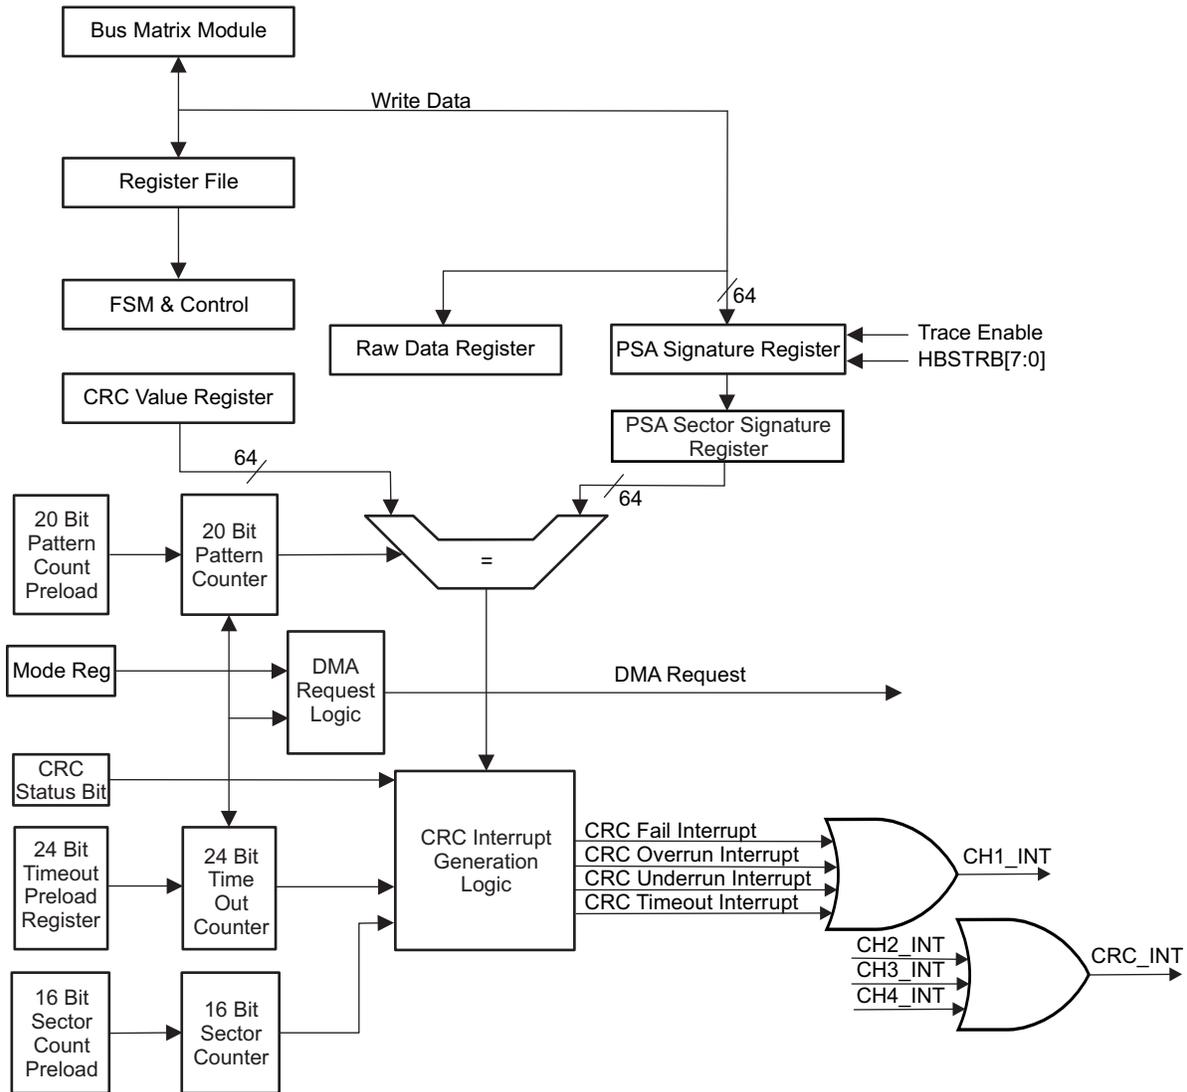 Bus Matrix Module
Write Data
Register File
FSM & Control
64
Raw Data Register
PSA Signature Register
Trace Enable
HBSTRB[7:0]
CRC Value Register
PSA Sector Signature
Register
64
64
20 Bit
Pattern
Count
Preload
20 Bit
Pattern
Counter
=
Mode Reg
DMA
Request
Logic
DMA Request
CRC
Status Bit
24 Bit
Timeout
Preload
Register
24 Bit
Time
Out
Counter
CRC Interrupt
Generation
Logic
CRC Fail Interrupt
CRC Overrun Interrupt
CRC Underrun Interrupt
CRC Timeout Interrupt
CH1_INT
CH2_INT
CH3_INT
CH4_INT
CRC_INT
16 Bit
Sector
Count
Preload
16 Bit
Sector
Counter